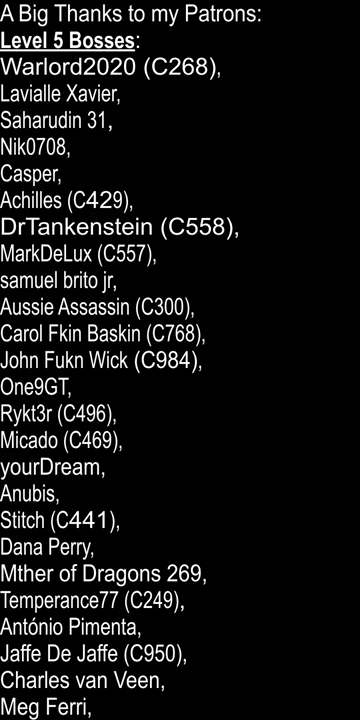 A Big Thanks to my Patrons:
Level 5 Bosses:
Warlord2020 (C268),
Lavialle Xavier,
Saharudin 31,
Nik0708,
Casper,
Achilles (C429),
DrTankenstein (C558),
MarkDeLux (C557),
samuel brito jr,
Aussie Assassin (C300),
Carol Fkin Baskin (C768),
John Fukn Wick (C984),
One9GT,
Rykt3r (C496),
Micado (C469),
yourDream,
Anubis,
Stitch (C441),
Dana Perry,
Mther of Dragons 269,
Temperance77 (C249),
António Pimenta,
Jaffe De Jaffe (C950),
Charles van Veen,
Meg Ferri,